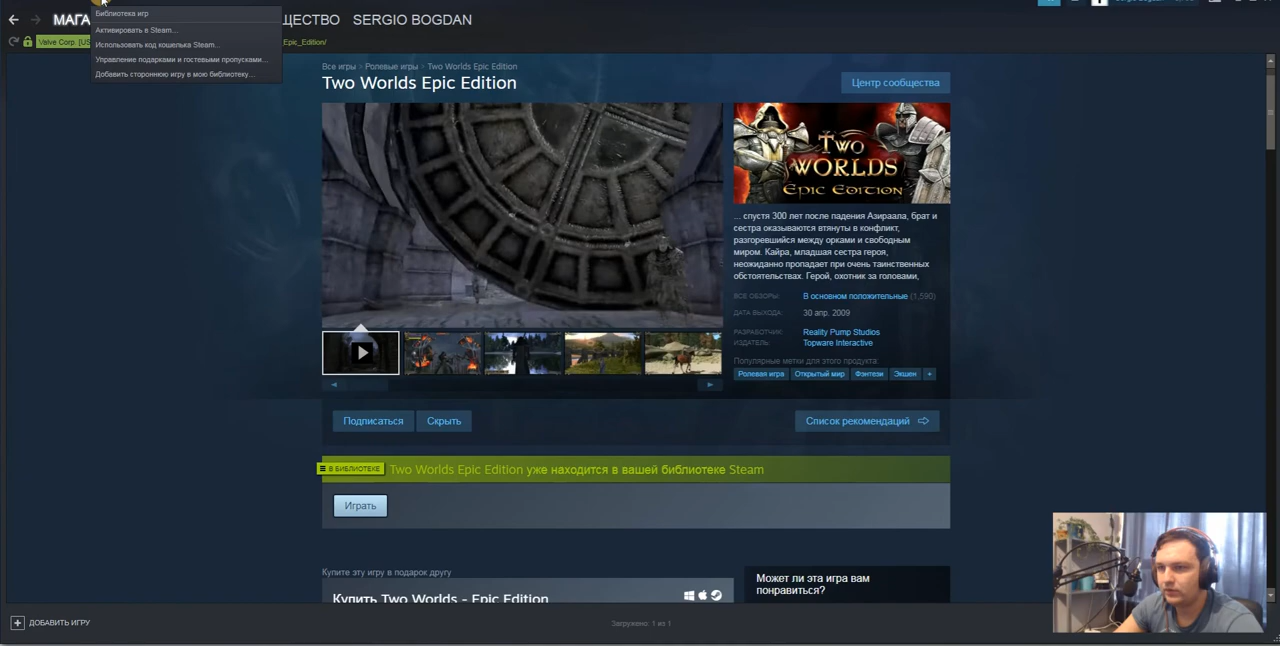 Библиотека игр
Активировать в Steam...
Использовать код кошелька Steam...
Управление подарками и гостевыми пропусками...
Добавить стороннюю игру в мою библиотеку...
МАГА
ЩЕСТВО SERGIO BOGDAN
Valve Corp. [US
Epic_Edition/
Все игры > Ролевые игры > Two Worlds Epic Edition
Two Worlds Epic Edition
Центр сообщества
TWO
WORLDS
EPIC EDITION
... спустя 300 лет после падения Азираала, брат и
сестра оказываются втянуты в конфликт,
разгоревшийся между орками и свободным
миром. Кайра, младшая сестра героя,
неожиданно пропадает при очень таинственных
обстоятельствах. Герой, охотник за головами,
ВСЕ ОБЗОРЫ: В основном положительные (1,590)
ДАТА ВЫХОДА: 30 апр. 2009
РАЗРАБОТЧИК: Reality Pump Studios
ИЗДАТЕЛЬ: Topware Interactive
Популярные метки для этого продукта:
Ролевая игра Открытый мир Фэнтези Экшен +
Подписаться Скрыть
Список рекомендаций
В БИБЛИОТЕКЕ Two Worlds Epic Edition уже находится в вашей библиотеке Steam
Играть
Купите эту игру в подарок другу
Купить Two Worlds - Epic Edition
Может ли эта игра вам
понравиться?
ДОБАВИТЬ ИГРУ
Загружено: 1 из 1